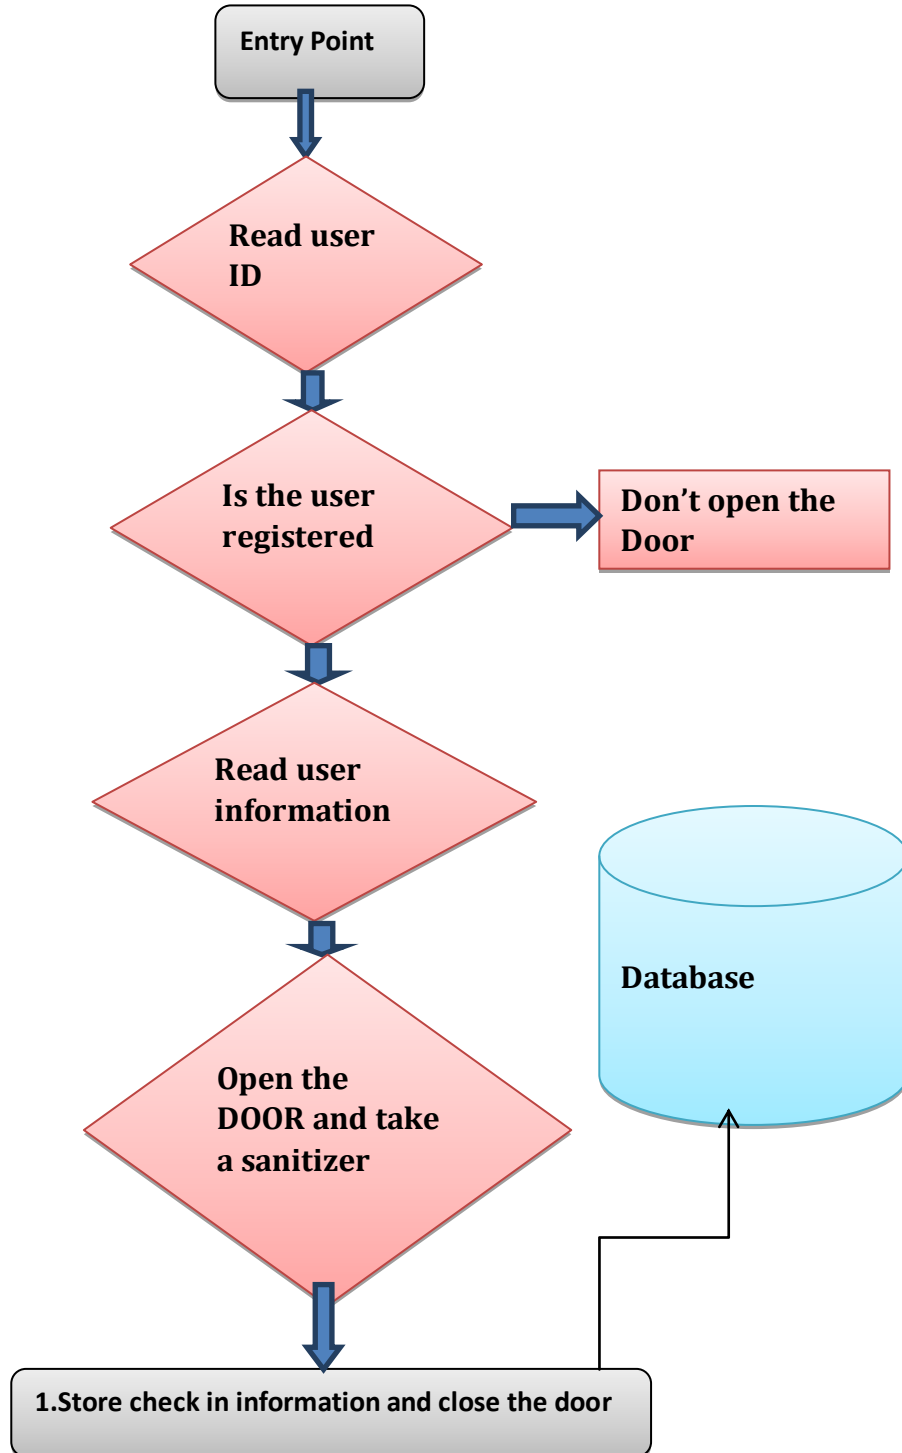 Entry Point
Read user
ID
Is the user
registered
Don’t open the
Door
Read user
information
Database
Open the
DOOR and take
a sanitizer
1.Store check in information and close the door